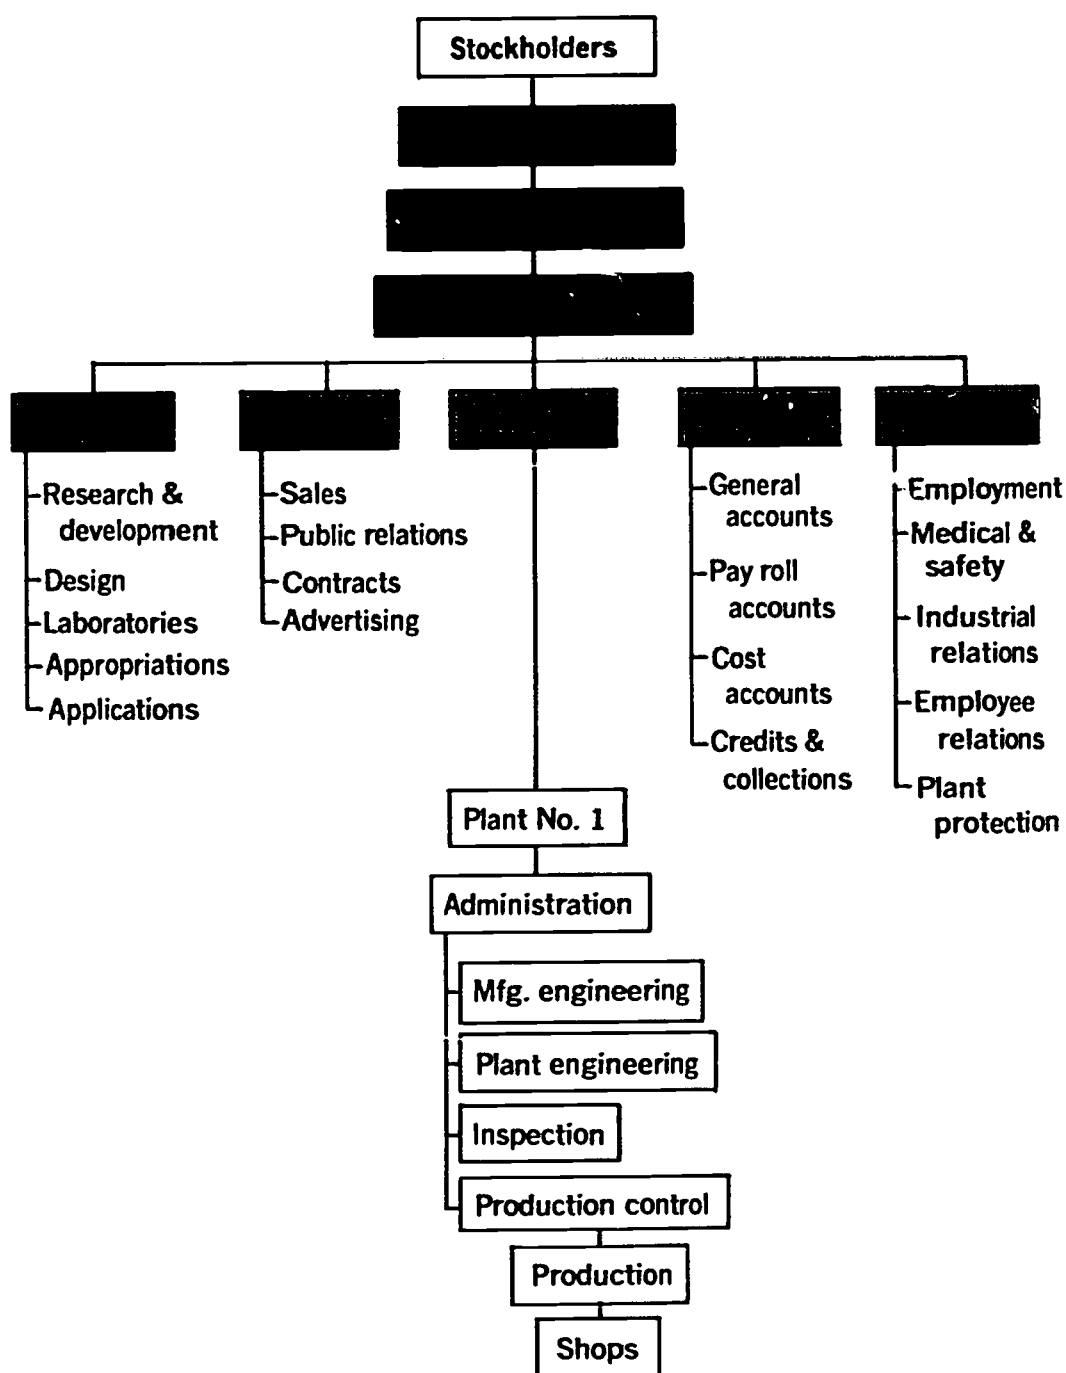 Stockholders
Research &
development
Design
Laboratories
Appropriations
Applications
Sales
Public relations
Contracts
Advertising
General
accounts
Pay roll
accounts
Cost
accounts
Credits &
collections
Employment
Medical &
safety
Industrial
relations
Employee
relations
Plant
protection
Plant No. 1
Administration
Mfg. engineering
Plant engineering
Inspection
Production control
Production
Shops